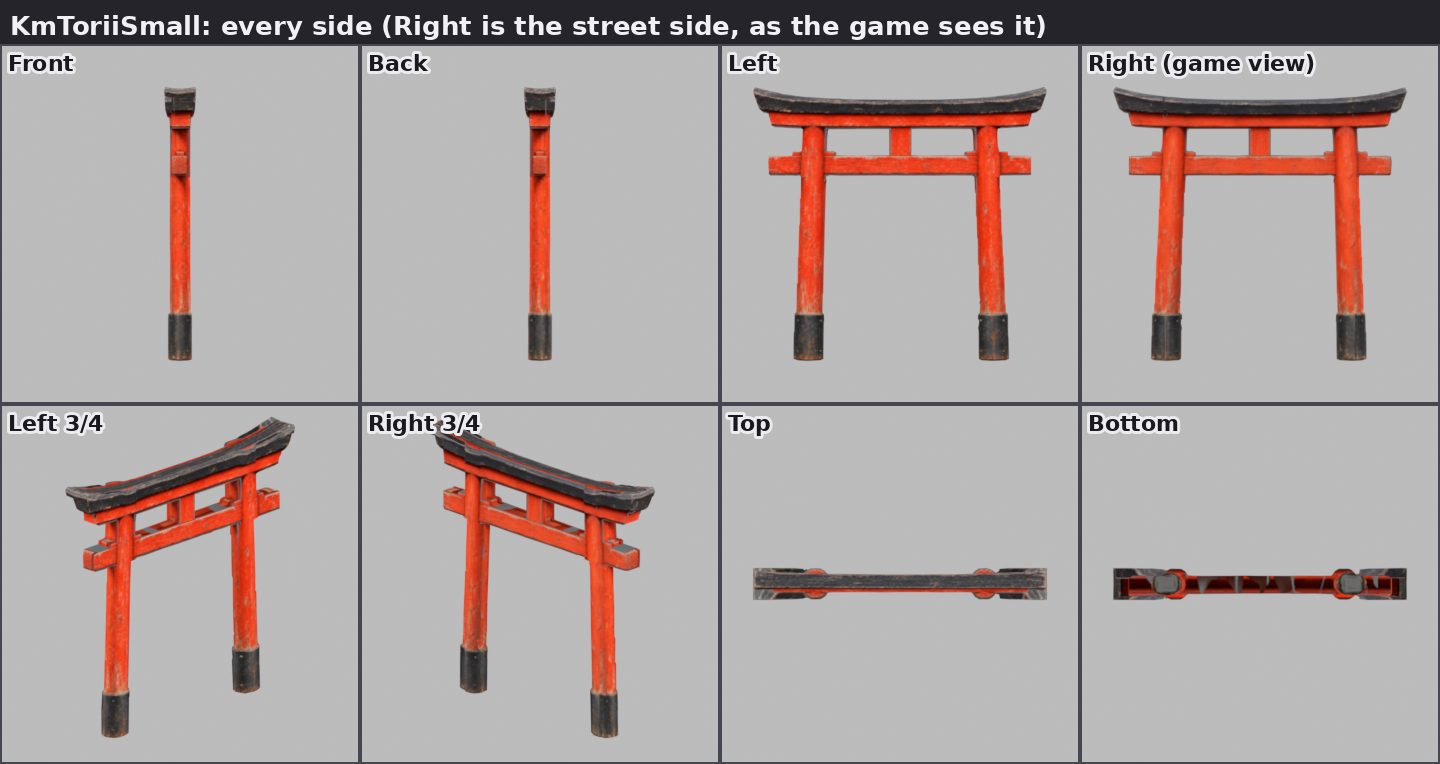 KmToriiSmall: every side (Right is the street side, as the game sees it)
Front
Back
Left
Right (game view)
Left 3/4
Right 3/4
Top
Bottom